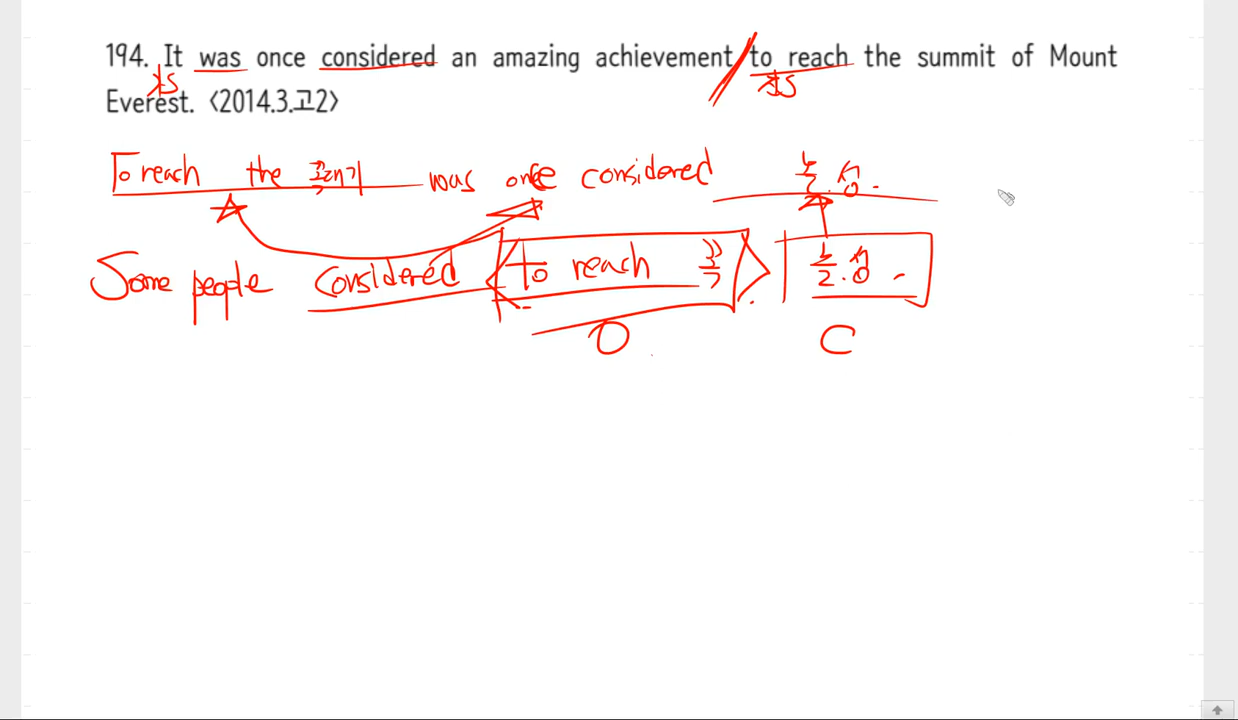 194. It was once considered an amazing achievement to reach the summit of Mount
Everest. <2014.3.고2>
가S 진S
To reach the 꼭대기 was once considered
Some people considered to reach
O C